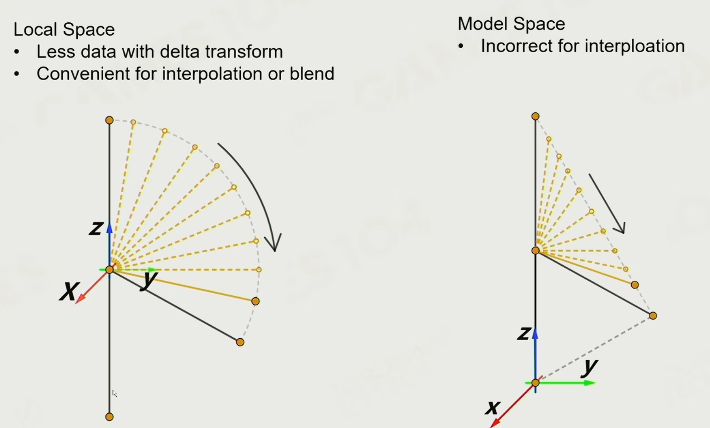 Local Space
• Less data with delta transform
• Convenient for interpolation or blend
Z
X
y
Model Space
• Incorrect for interploation
Z
y
x